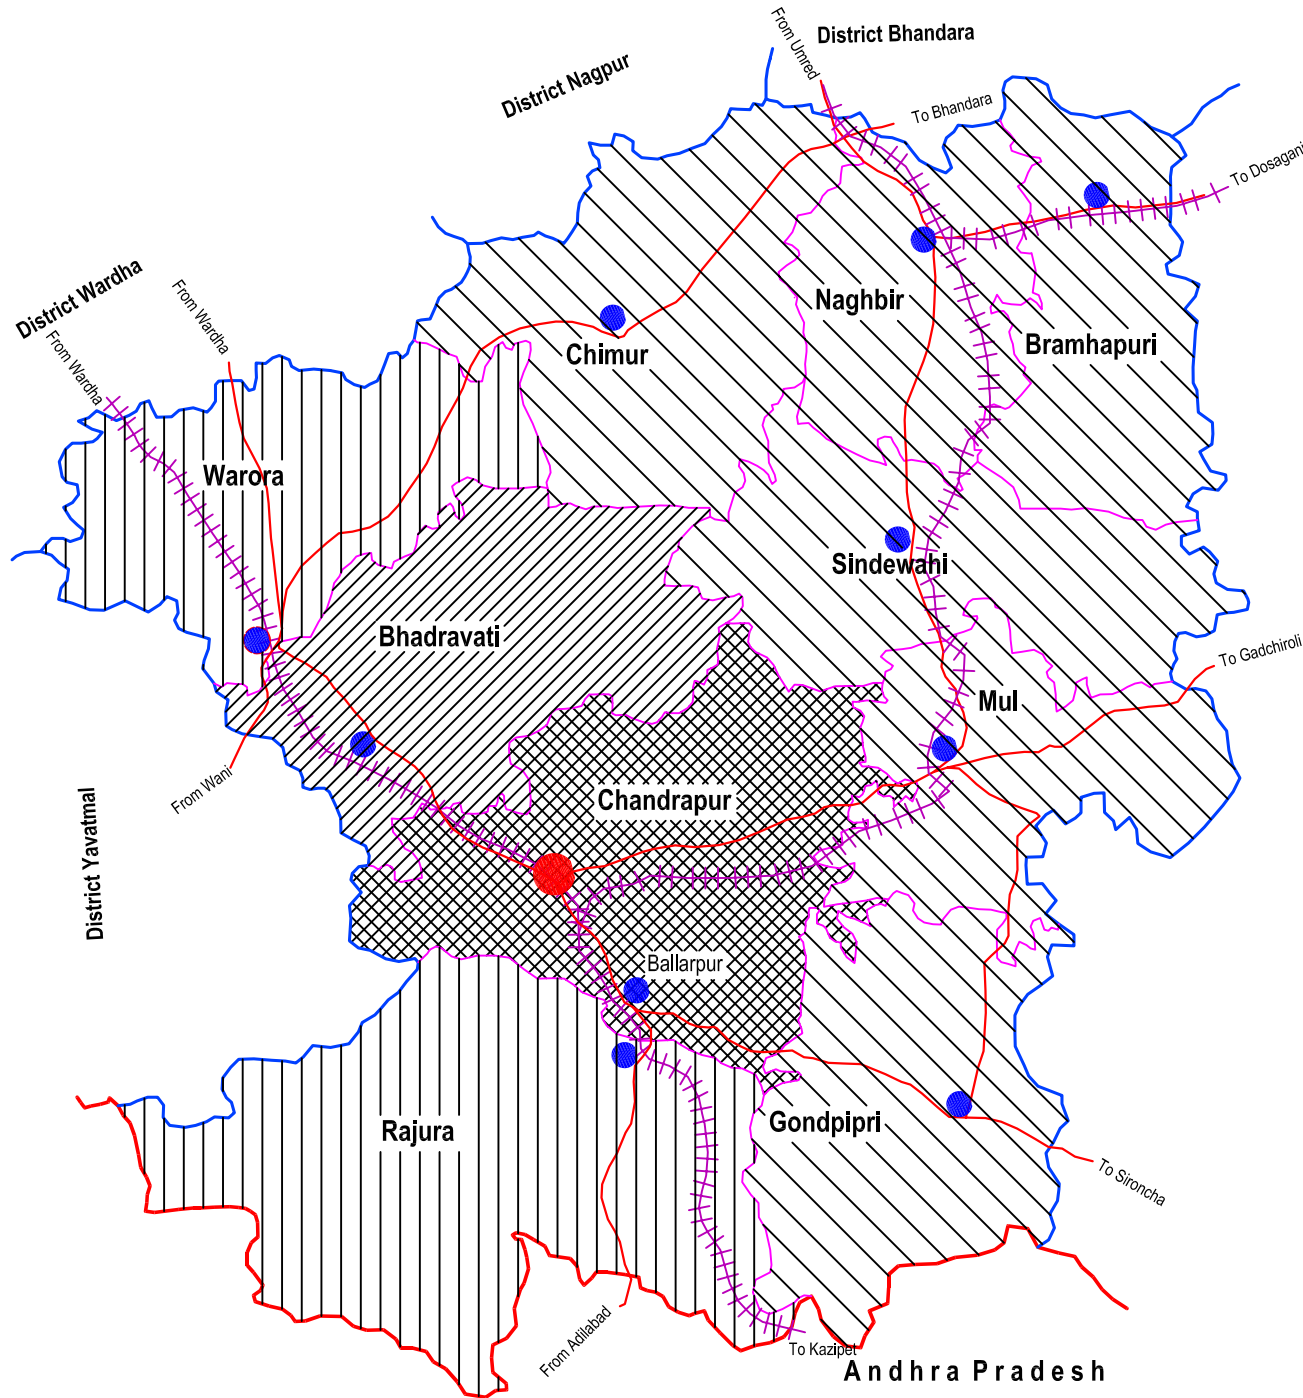 District Bhandara
From Umred
District Nagpur
To Bhandara
To Dosaganj
District Wardha
From Wardha
From Wardha
Naghbir
Bramhapuri
Chimur
Warora
Sindewahi
Bhadravati
To Gadchiroli
Mul
From Wani
Chandrapur
District Yavatmal
Ballarpur
Rajura
Gondpipri
To Sironcha
From Adilabad
To Kazipet
Andhra Pradesh